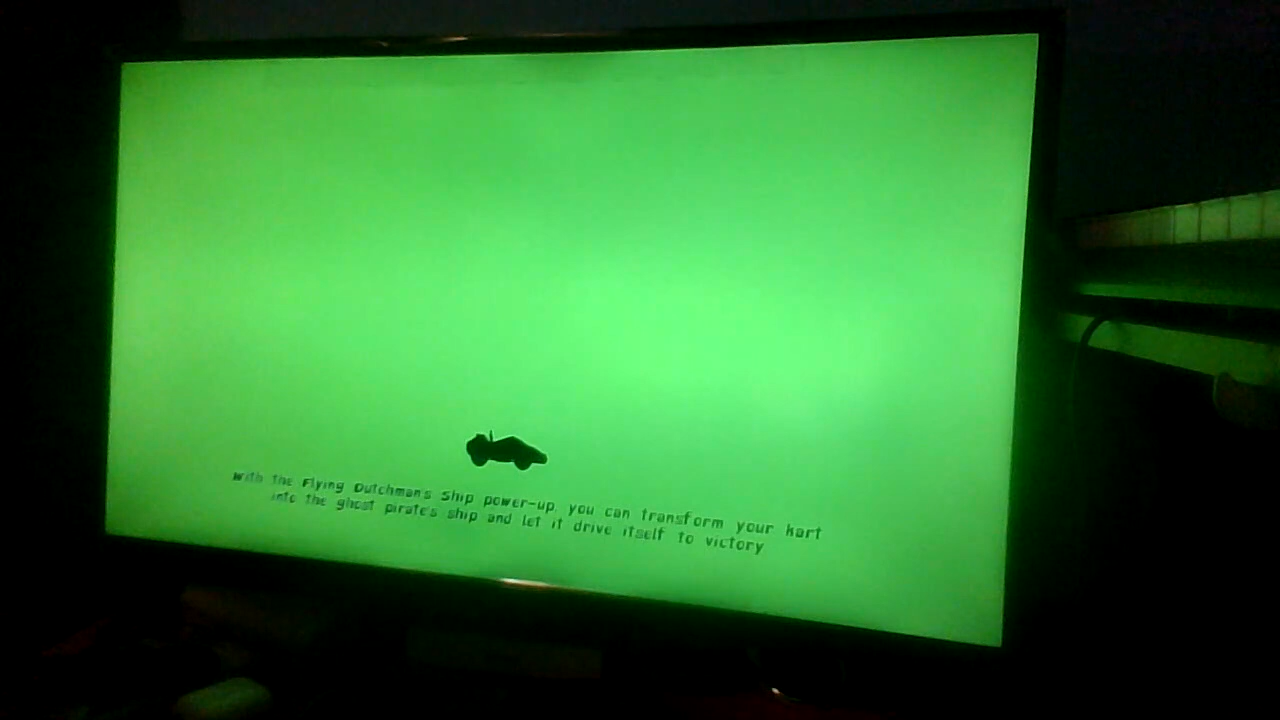 With the Flying Dutchman's Ship power-up, you can transform your kart
into the ghost pirate's ship and let it drive itself to victory